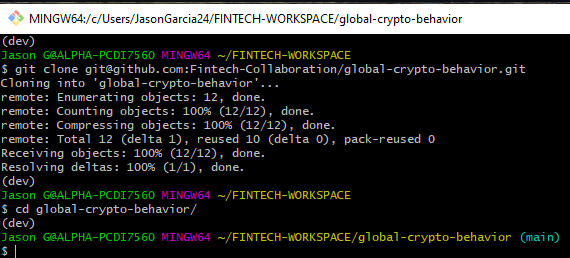 MINGW64:/c/Users/JasonGarcia24/FINTECH-WORKSPACE/global-crypto-behavior
(dev)
Jason G@ALPHA-PCDI7560 MINGW64 ~/FINTECH-WORKSPACE
$ git clone git@github.com:Fintech-Collaboration/global-crypto-behavior.git
Cloning into 'global-crypto-behavior'...
remote: Enumerating objects: 12, done.
remote: Counting objects: 100% (12/12), done.
remote: Compressing objects: 100% (12/12), done.
remote: Total 12 (delta 1), reused 10 (delta 0), pack-reused 0
Receiving objects: 100% (12/12), done.
Resolving deltas: 100% (1/1), done.
(dev)
Jason G@ALPHA-PCDI7560 MINGW64 ~/FINTECH-WORKSPACE
$ cd global-crypto-behavior/
(dev)
Jason G@ALPHA-PCDI7560 MINGW64 ~/FINTECH-WORKSPACE/global-crypto-behavior (main)
$